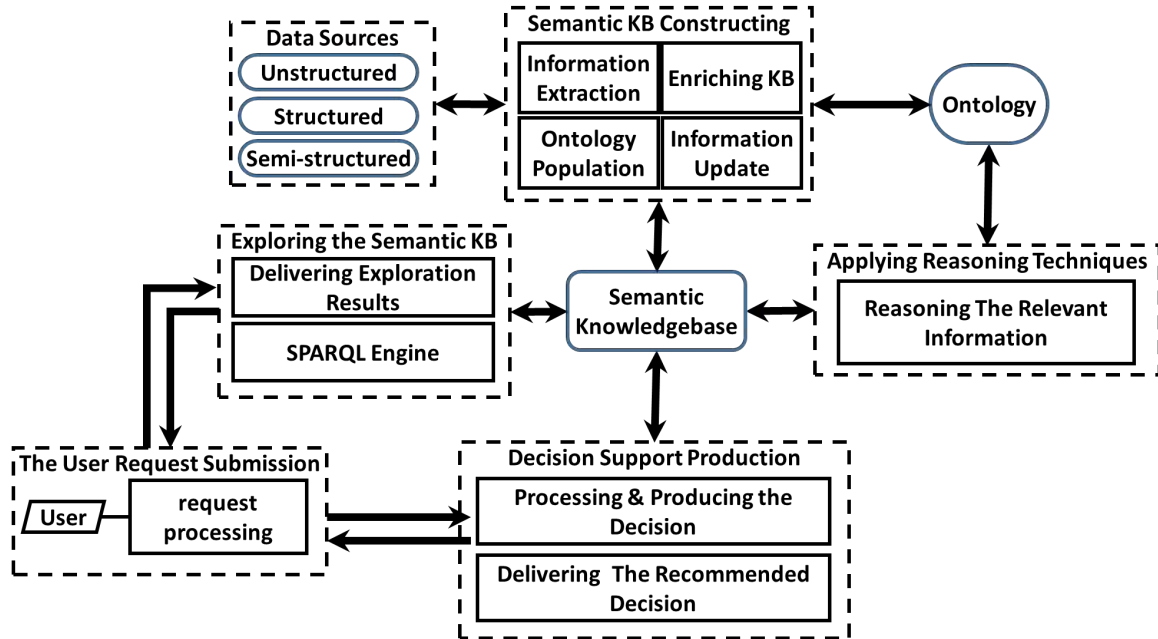 Data Sources
Unstructured
Structured
Semi-structured
Semantic KB Constructing
Information
Extraction
Enriching KB
Ontology
Population
Information
Update
Ontology
Exploring the Semantic KB
Delivering Exploration
Results
SPARQL Engine
Semantic
Knowledgebase
Applying Reasoning Techniques
Reasoning The Relevant
Information
The User Request Submission
User
request
processing
Decision Support Production
Processing & Producing the
Decision
Delivering The Recommended
Decision